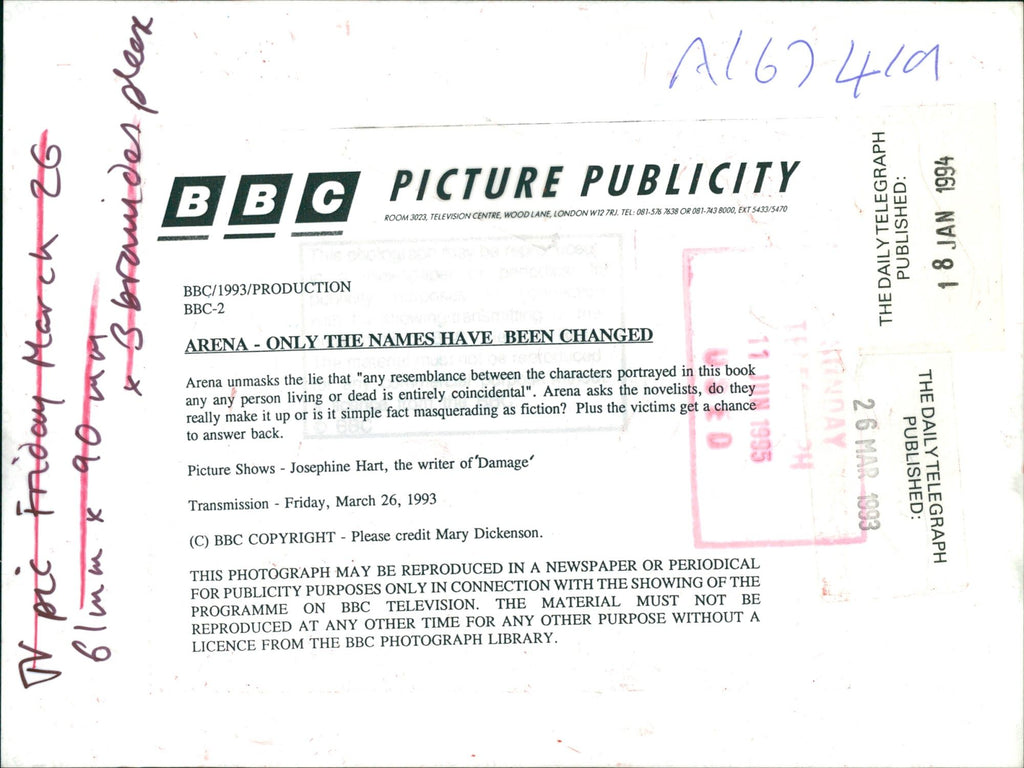 A167419
BBC PICTURE PUBLICITY
ROOM 3023, TELEVISION CENTRE, WOOD LANE, LONDON W12 7RJ. TEL: 081-576 7638 OR 081-743 8000, EXT 5433/5470
BBC/1993/PRODUCTION
BBC-2
ARENA - ONLY THE NAMES HAVE BEEN CHANGED
Arena unmasks the lie that "any resemblance between the characters portrayed in this book
any any person living or dead is entirely coincidental". Arena asks the novelists, do they
really make it up or is it simple fact masquerading as fiction? Plus the victims get a chance
to answer back.
Picture Shows - Josephine Hart, the writer of 'Damage'
Transmission - Friday, March 26, 1993
(C) BBC COPYRIGHT - Please credit Mary Dickenson.
THIS PHOTOGRAPH MAY BE REPRODUCED IN A NEWSPAPER OR PERIODICAL
FOR PUBLICITY PURPOSES ONLY IN CONNECTION WITH THE SHOWING OF THE
PROGRAMME ON BBC TELEVISION. THE MATERIAL MUST NOT BE
REPRODUCED AT ANY OTHER TIME FOR ANY OTHER PURPOSE WITHOUT A
LICENCE FROM THE BBC PHOTOGRAPH LIBRARY.
TV pic Friday March 26
61mm x 90mm
x 3 bromides please
THE DAILY TELEGRAPH
PUBLISHED:
18 JAN 1994
THE DAILY TELEGRAPH
PUBLISHED:
26 MAR 1993
SUNDAY
11 JUN 1995
USED